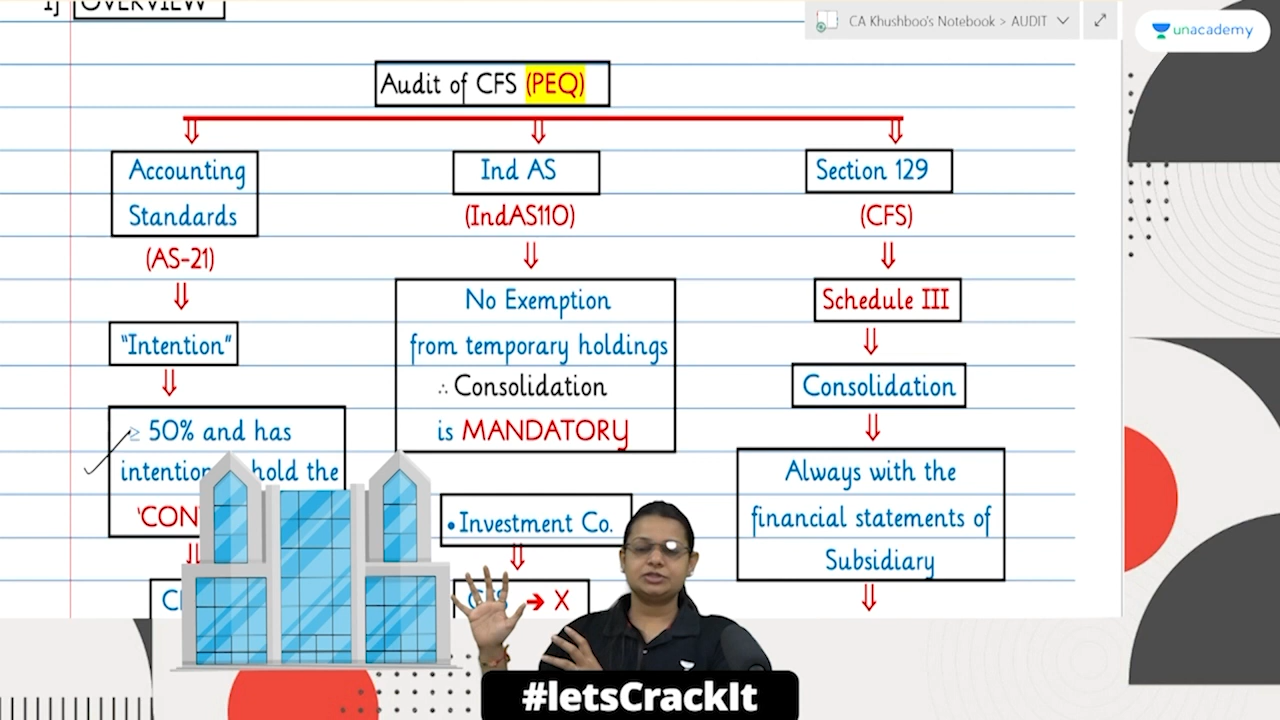 1) OVERVIEW
CA Khushboo's Notebook > AUDIT
unacademy
Audit of CFS (PEQ)
Accounting
Standards
(AS-21)
"Intention"
≥ 50% and has
hold the
Ind AS
(IndAS110)
No Exemption
from temporary holdings
∴ Consolidation
is MANDATORY
•Investment Co.
→ X
Section 129
(CFS)
Schedule III
Consolidation
Always with the
financial statements of
Subsidiary
#letsCrackIt